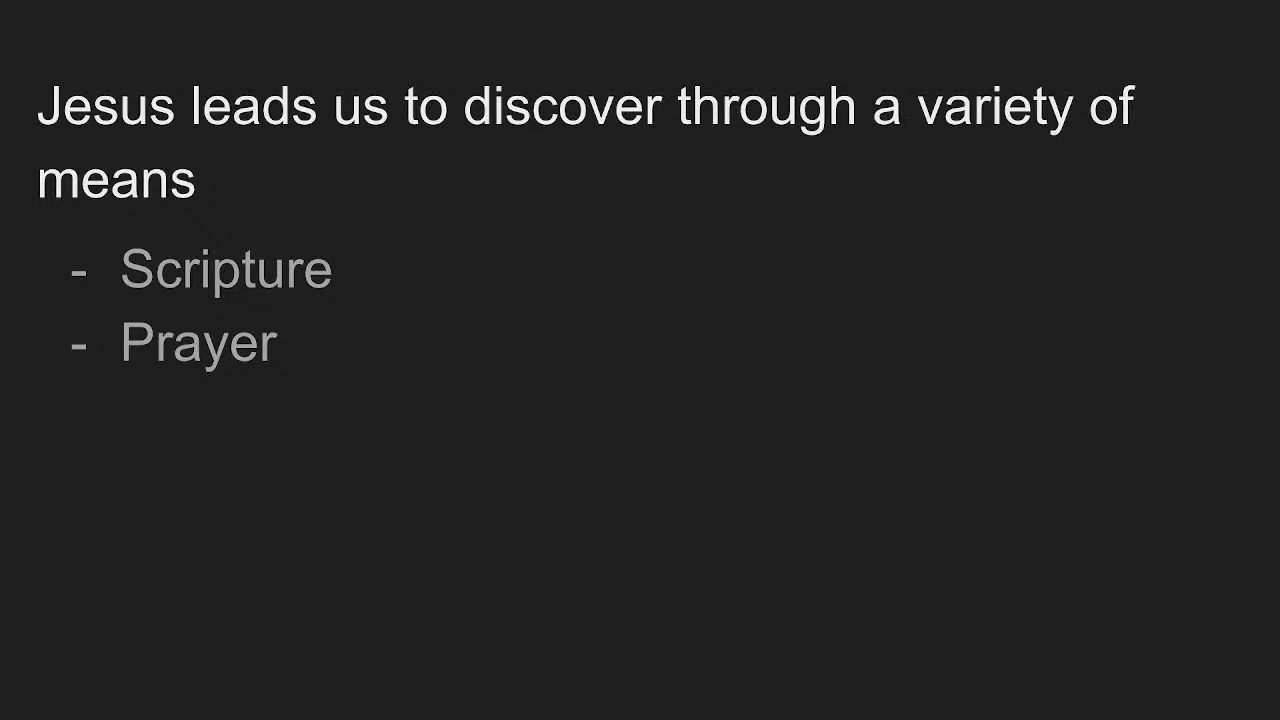 Jesus leads us to discover through a variety of
means
- Scripture
- Prayer